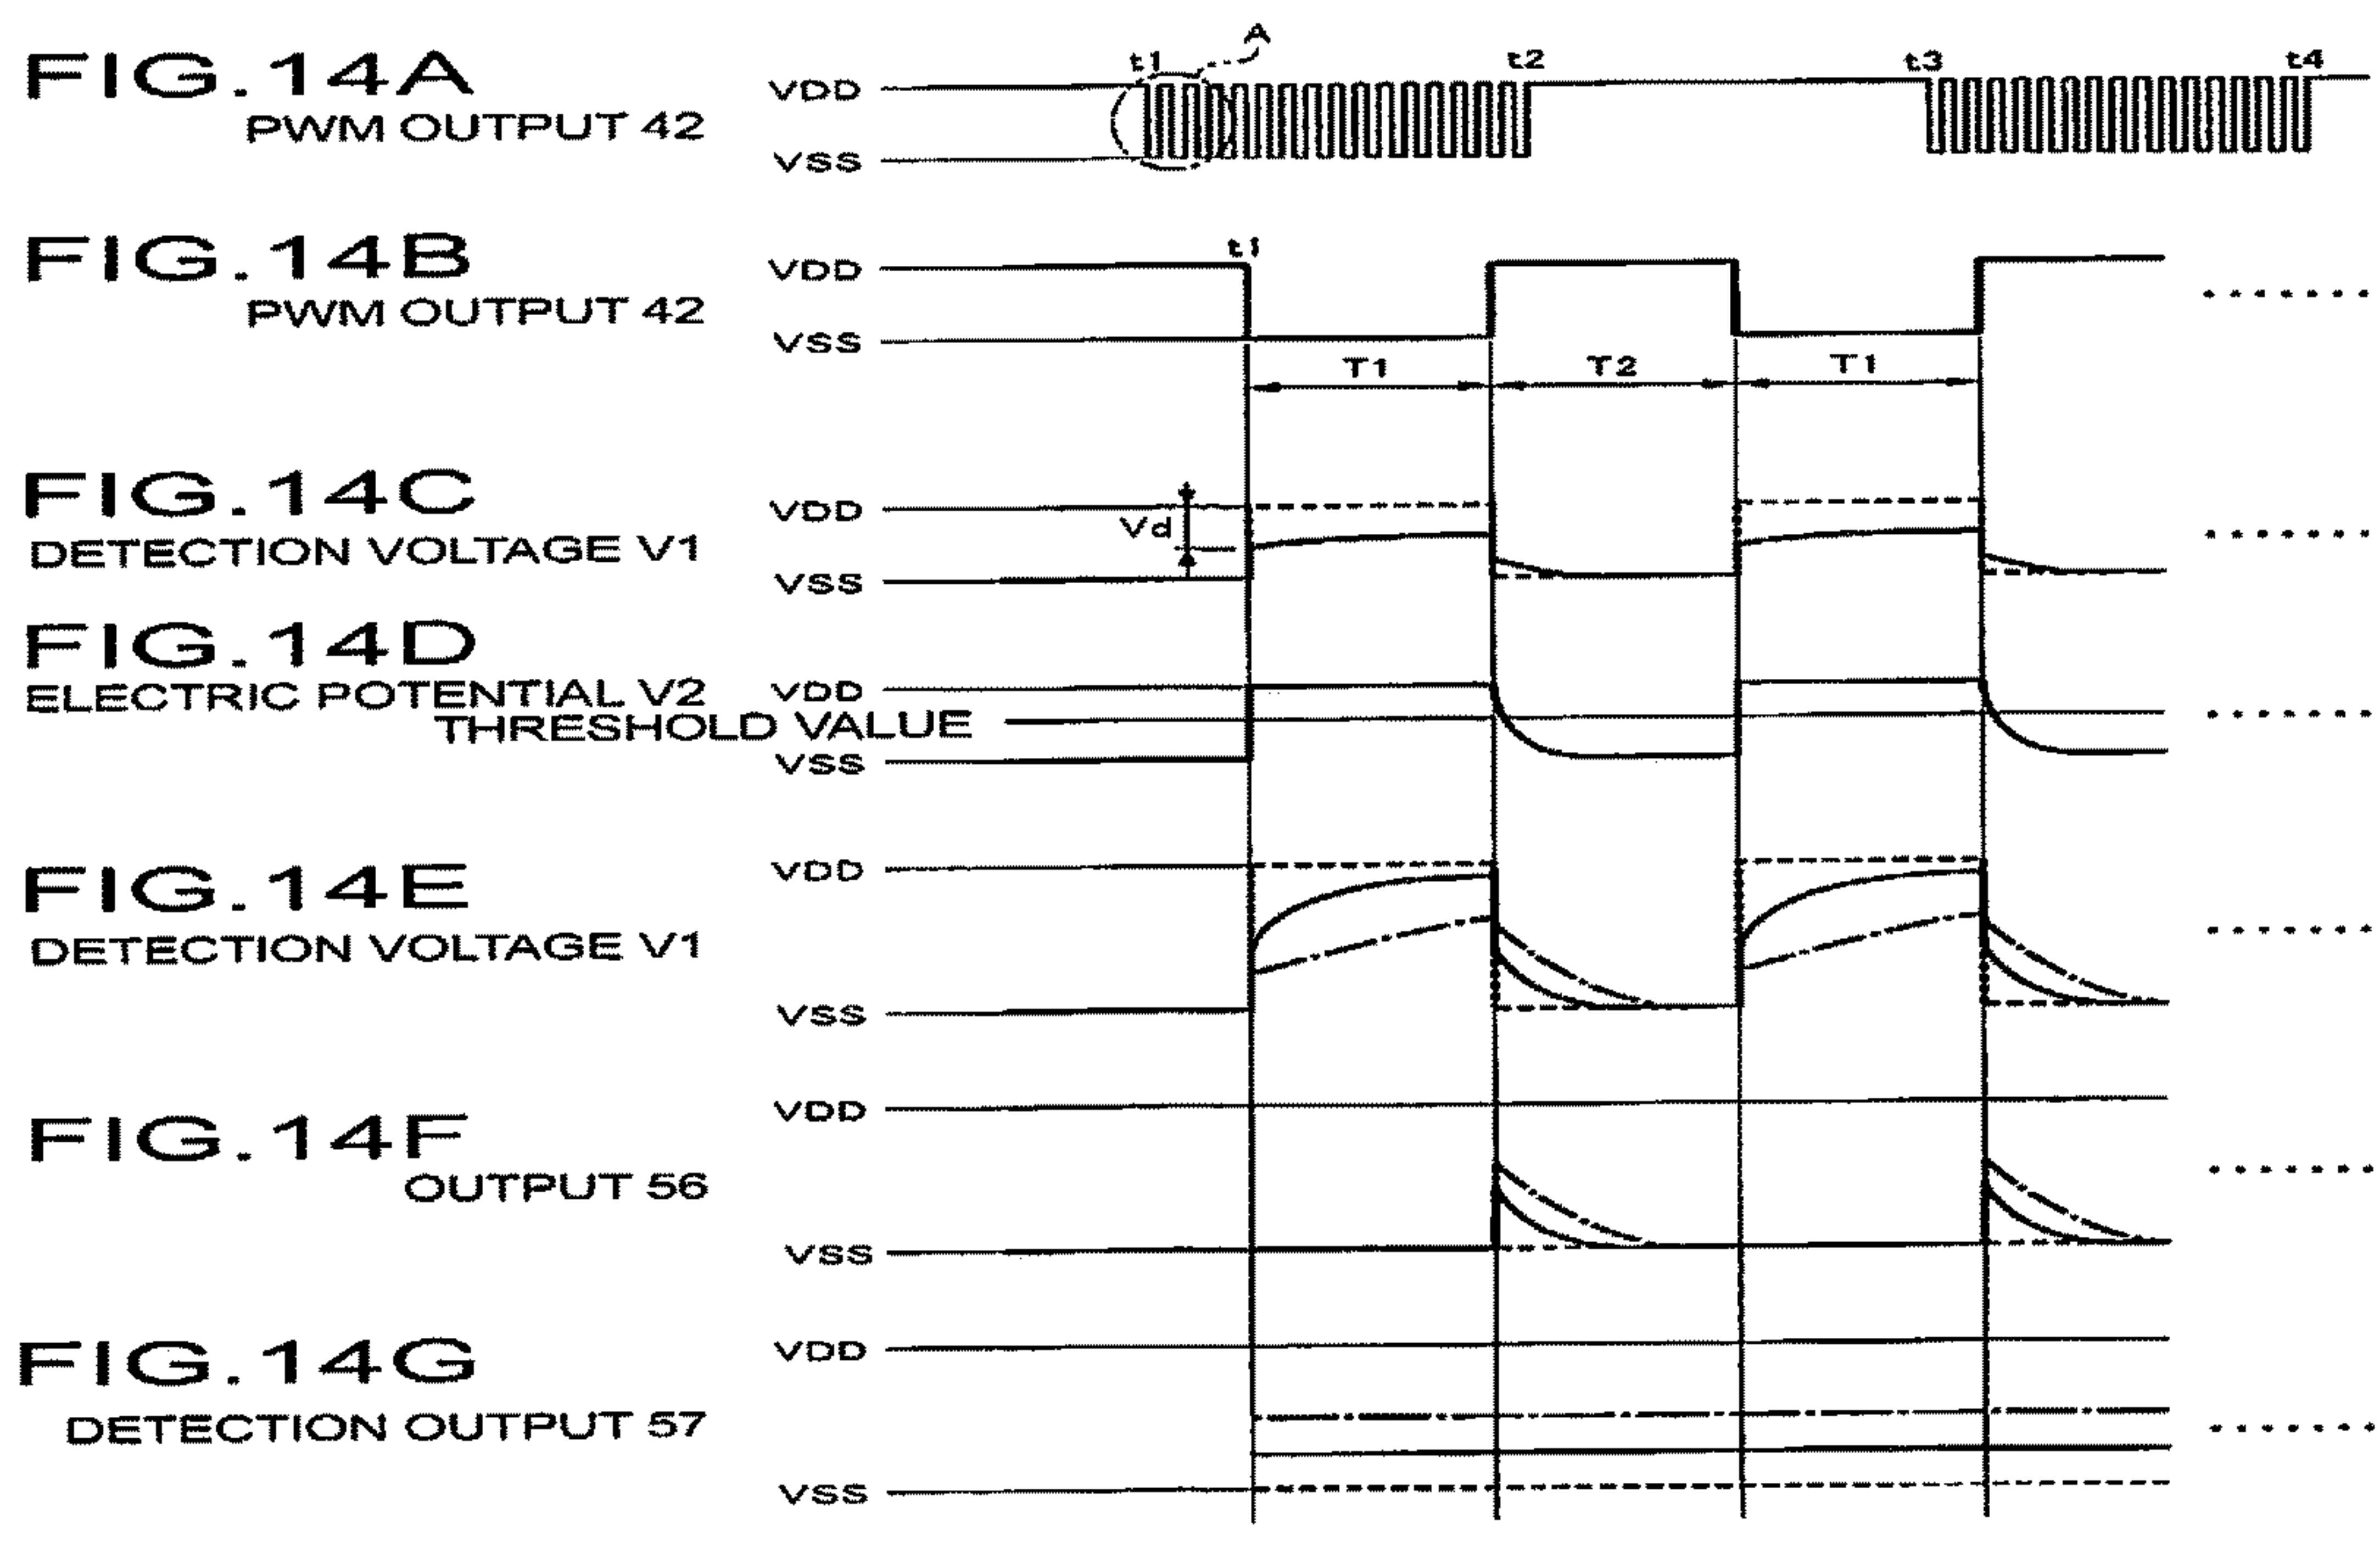 FIG.14A
PWM OUTPUT 42
VDD
VSS
t1
A
t2
t3
t4
FIG.14B
PWM OUTPUT 42
VDD
VSS
t1
T1
T2
T1
FIG.14C
DETECTION VOLTAGE V1
VDD
Vd
VSS
FIG.14D
ELECTRIC POTENTIAL V2
VDD
THRESHOLD VALUE
VSS
FIG.14E
DETECTION VOLTAGE V1
VDD
VSS
FIG.14F
OUTPUT 56
VDD
VSS
FIG.14G
DETECTION OUTPUT 57
VDD
VSS